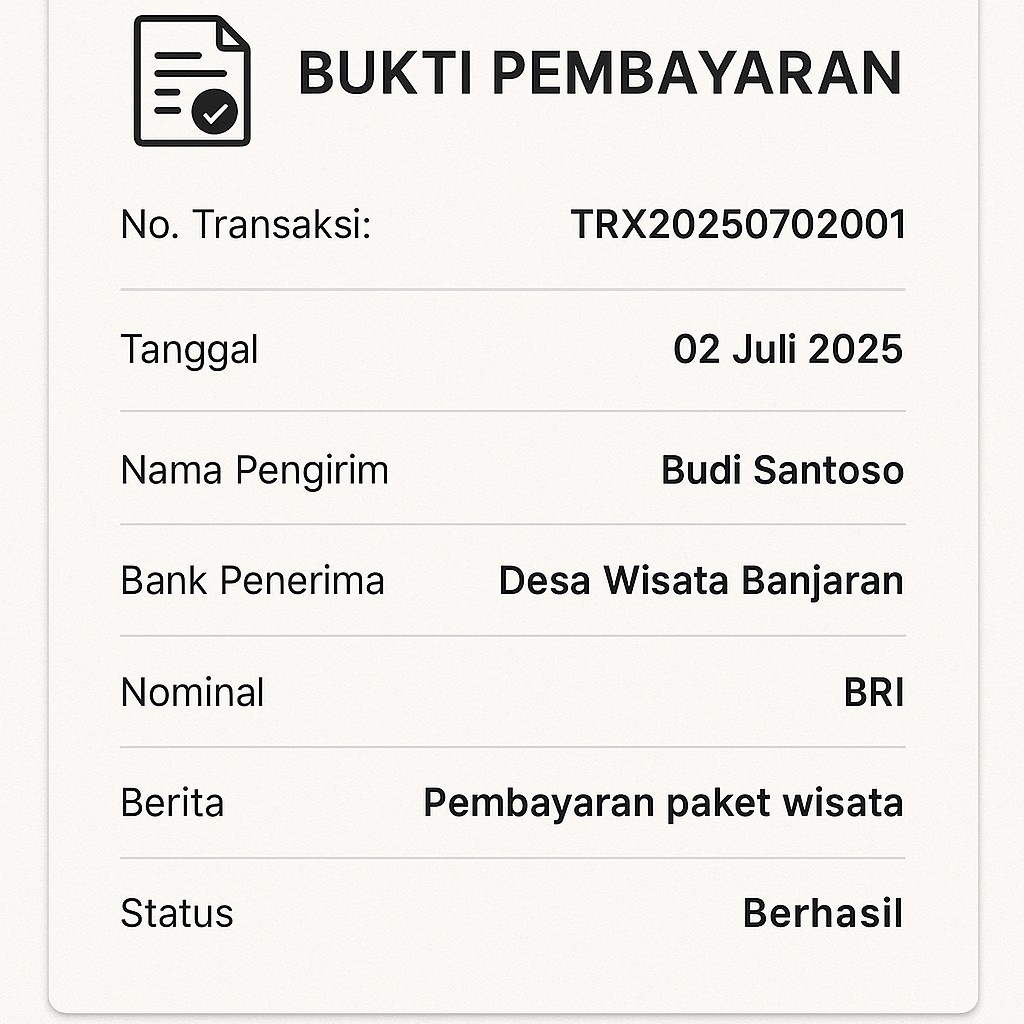 BUKTI PEMBAYARAN
No. Transaksi: TRX20250702001
Tanggal 02 Juli 2025
Nama Pengirim Budi Santoso
Bank Penerima Desa Wisata Banjaran
Nominal BRI
Berita Pembayaran paket wisata
Status Berhasil